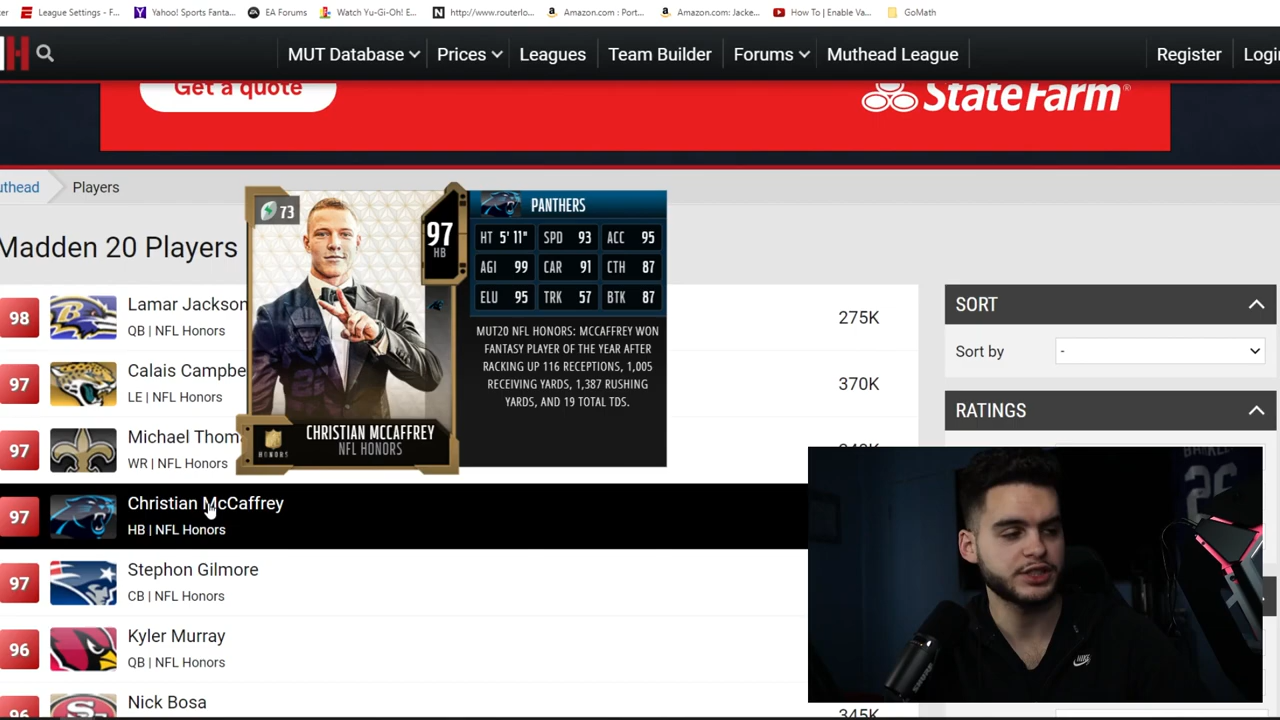 League Settings - F...
Yahoo! Sports Fanta...
EA Forums
Watch Yu-Gi-Oh! E...
http://www.routerlo...
Amazon.com : Port...
Amazon.com: Jacke...
How To | Enable Va...
GoMath
H
MUT Database
Prices
Leagues
Team Builder
Forums
Muthead League
Register
Login
Get a quote
StateFarm®
uthead
Players
Madden 20 Players
73
97
HB
CHRISTIAN MCCAFFREY
NFL HONORS
HONORS
PANTHERS
HT 5' 11" SPD 93 ACC 95
AGI 99 CAR 91 CTH 87
ELU 95 TRK 57 BTK 87
MUT20 NFL HONORS: MCCAFFREY WON
FANTASY PLAYER OF THE YEAR AFTER
RACKING UP 116 RECEPTIONS, 1,005
RECEIVING YARDS, 1,387 RUSHING
YARDS, AND 19 TOTAL TDS.
98
Lamar Jackson
QB | NFL Honors
275K
97
Calais Campbe
LE | NFL Honors
370K
97
Michael Thom
WR | NFL Honors
97
Christian McCaffrey
HB | NFL Honors
97
Stephon Gilmore
CB | NFL Honors
96
Kyler Murray
QB | NFL Honors
96
Nick Bosa
345K
SORT
Sort by
-
RATINGS
26
SHURE